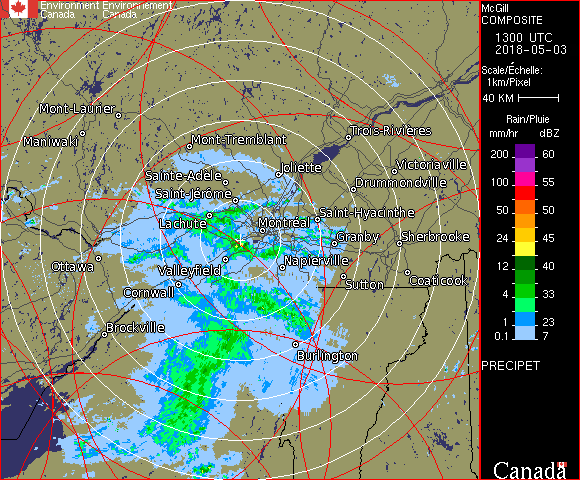 Environment Environnement
Canada Canada
Mont-Laurier
Maniwaki
Mont-Tremblant
Trois-Rivières
Joliette
Victoriaville
Sainte-Adèle
Drummondville
Saint-Jérôme
Lachute
Montréal
Saint-Hyacinthe
Granby
Sherbrooke
Ottawa
Valleyfield
Napierville
Cornwall
Sutton
Coaticook
Brockville
Burlington
McGill
COMPOSITE
1300 UTC
2018-05-03
Scale/Échelle:
1km/Pixel
40 KM
Rain/Pluie
mm/hr dBZ
200 60
100 55
50 50
24 45
12 40
4 33
1 23
0.1 7
PRECIPET
Canada